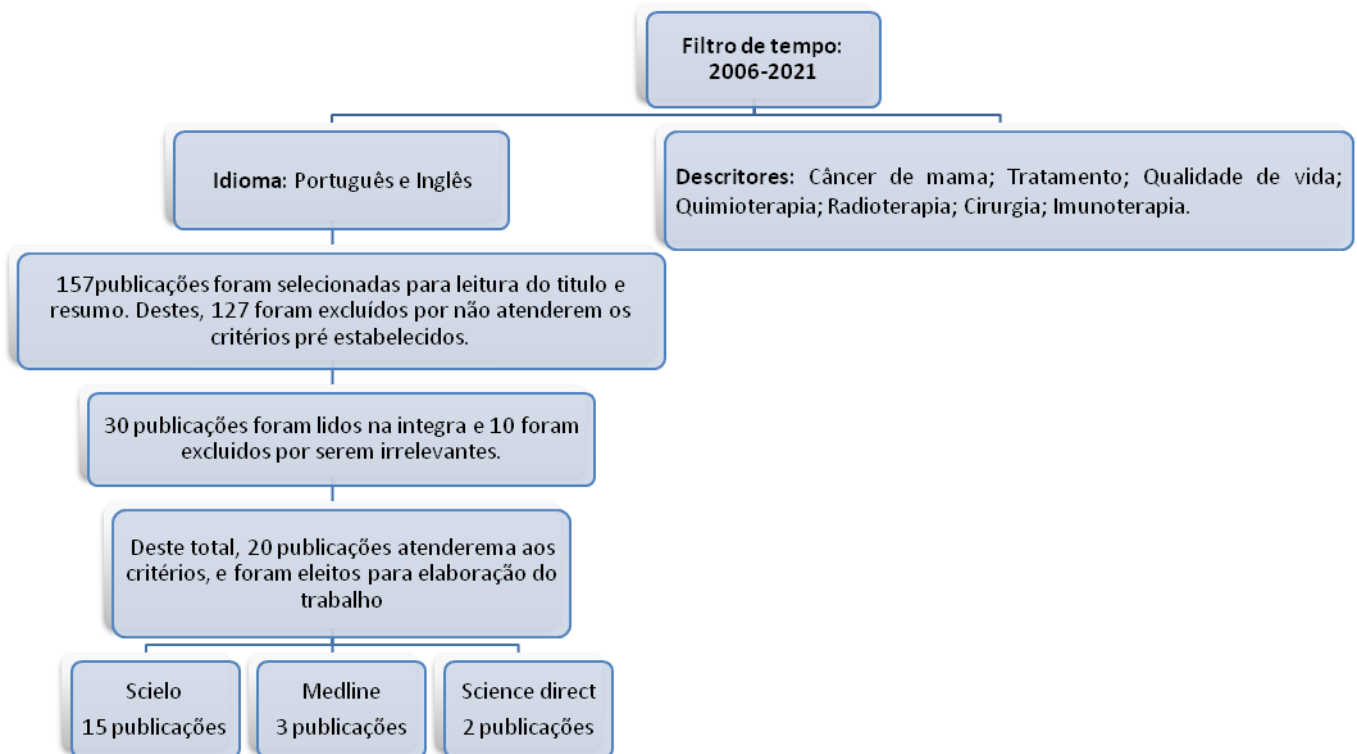 Filtro de tempo:
2006-2021
Idioma: Português e Inglês
Descritores: Câncer de mama; Tratamento; Qualidade de vida;
Quimioterapia; Radioterapia; Cirurgia; Imunoterapia.
157publicações foram selecionadas para leitura do titulo e
resumo. Destes, 127 foram excluídos por não atenderem os
critérios pré estabelecidos.
30 publicações foram lidos na integra e 10 foram
excluidos por serem irrelevantes.
Deste total, 20 publicações atenderema aos
critérios, e foram eleitos para elaboração do
trabalho
Scielo
15 publicações
Medline
3 publicações
Science direct
2 publicações